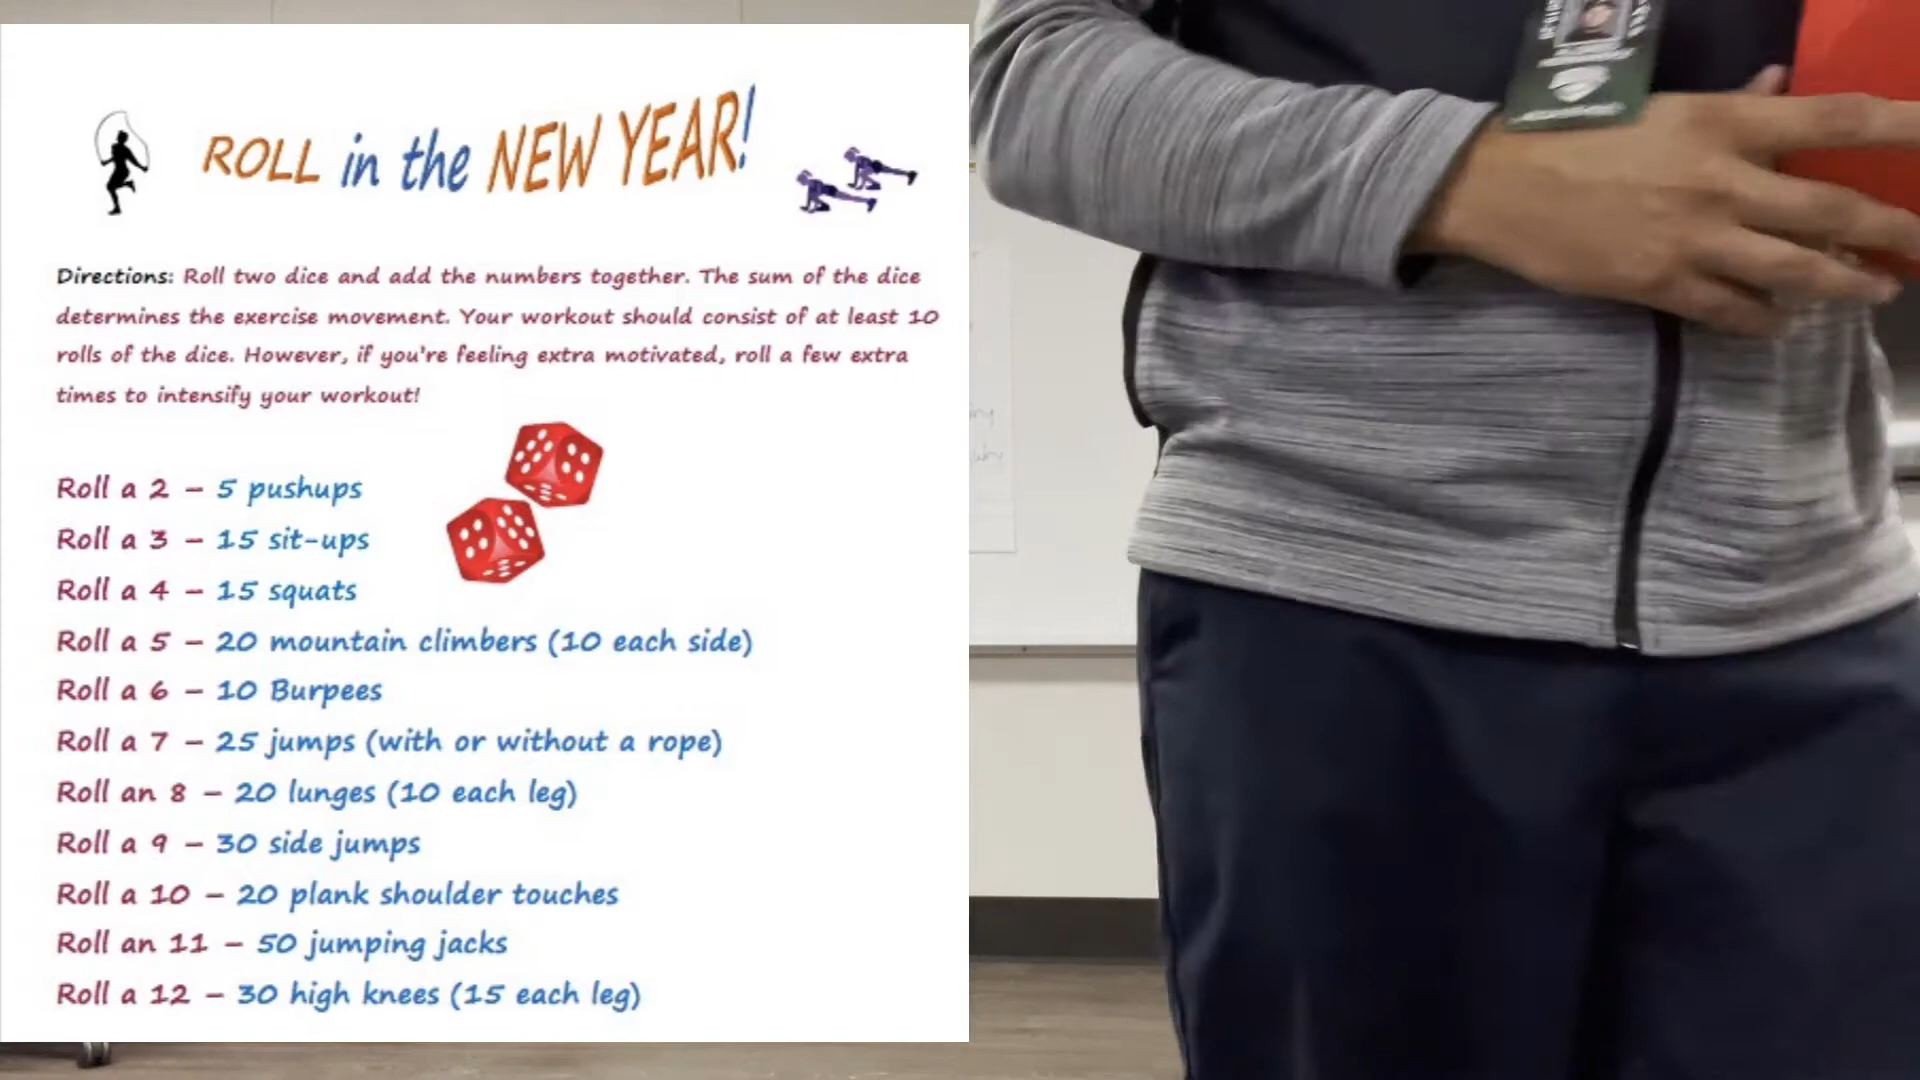 ROLL in the NEW YEAR!
Directions: Roll two dice and add the numbers together. The sum of the dice
determines the exercise movement. Your workout should consist of at least 10
rolls of the dice. However, if you're feeling extra motivated, roll a few extra
times to intensify your workout!
Roll a 2 – 5 pushups
Roll a 3 – 15 sit-ups
Roll a 4 – 15 squats
Roll a 5 – 20 mountain climbers (10 each side)
Roll a 6 – 10 Burpees
Roll a 7 – 25 jumps (with or without a rope)
Roll an 8 – 20 lunges (10 each leg)
Roll a 9 – 30 side jumps
Roll a 10 – 20 plank shoulder touches
Roll an 11 – 50 jumping jacks
Roll a 12 – 30 high knees (15 each leg)